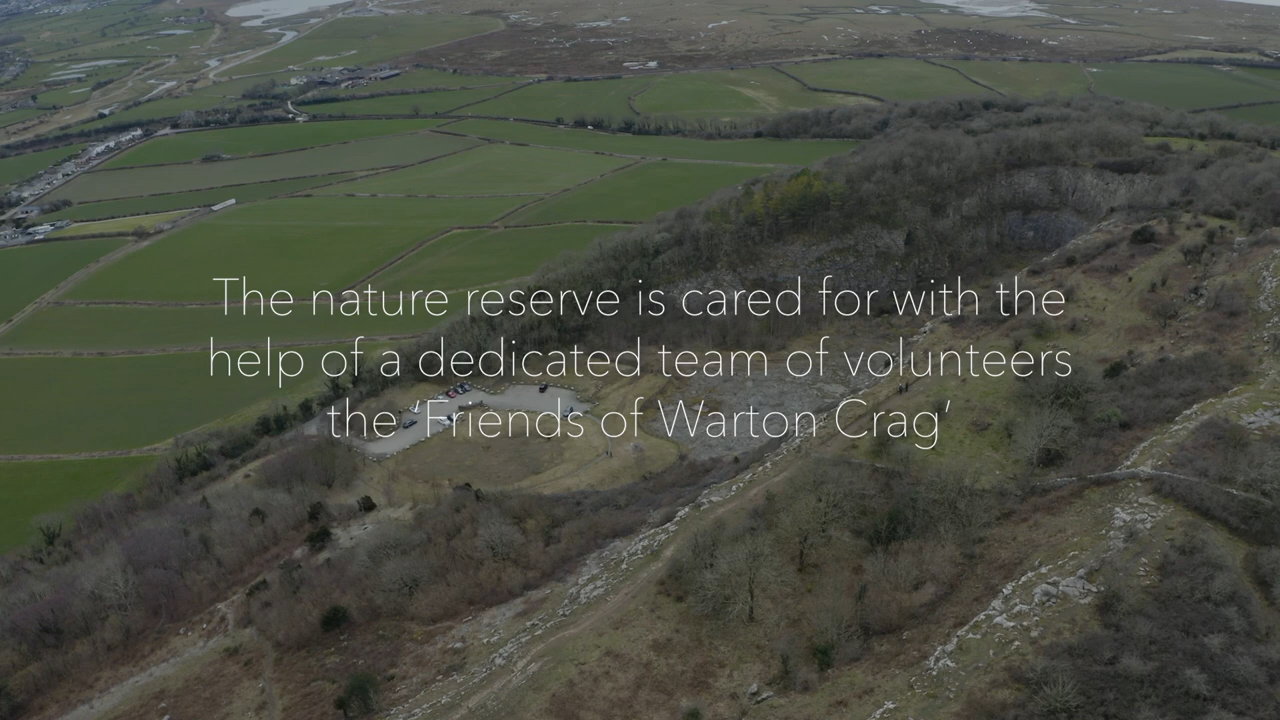 The nature reserve is cared for with the
help of a dedicated team of volunteers
the ‘Friends of Warton Crag’